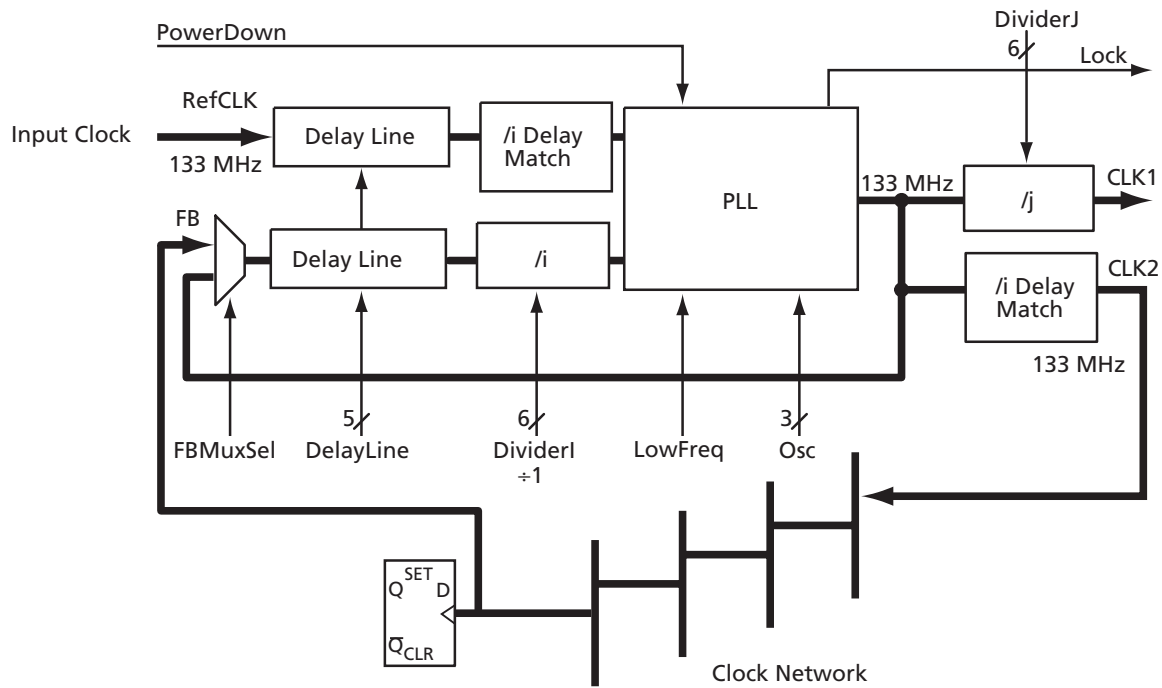 PowerDown
DividerJ
6
Lock
RefCLK
Input Clock
133 MHz
Delay Line
/i Delay
Match
PLL
133 MHz
/j
CLK1
FB
Delay Line
/i
/i Delay
Match
CLK2
133 MHz
5
6
3
FBMuxSel
DelayLine
DividerI
÷1
LowFreq
Osc
SET
Q
D
Q̅
CLR
Clock Network